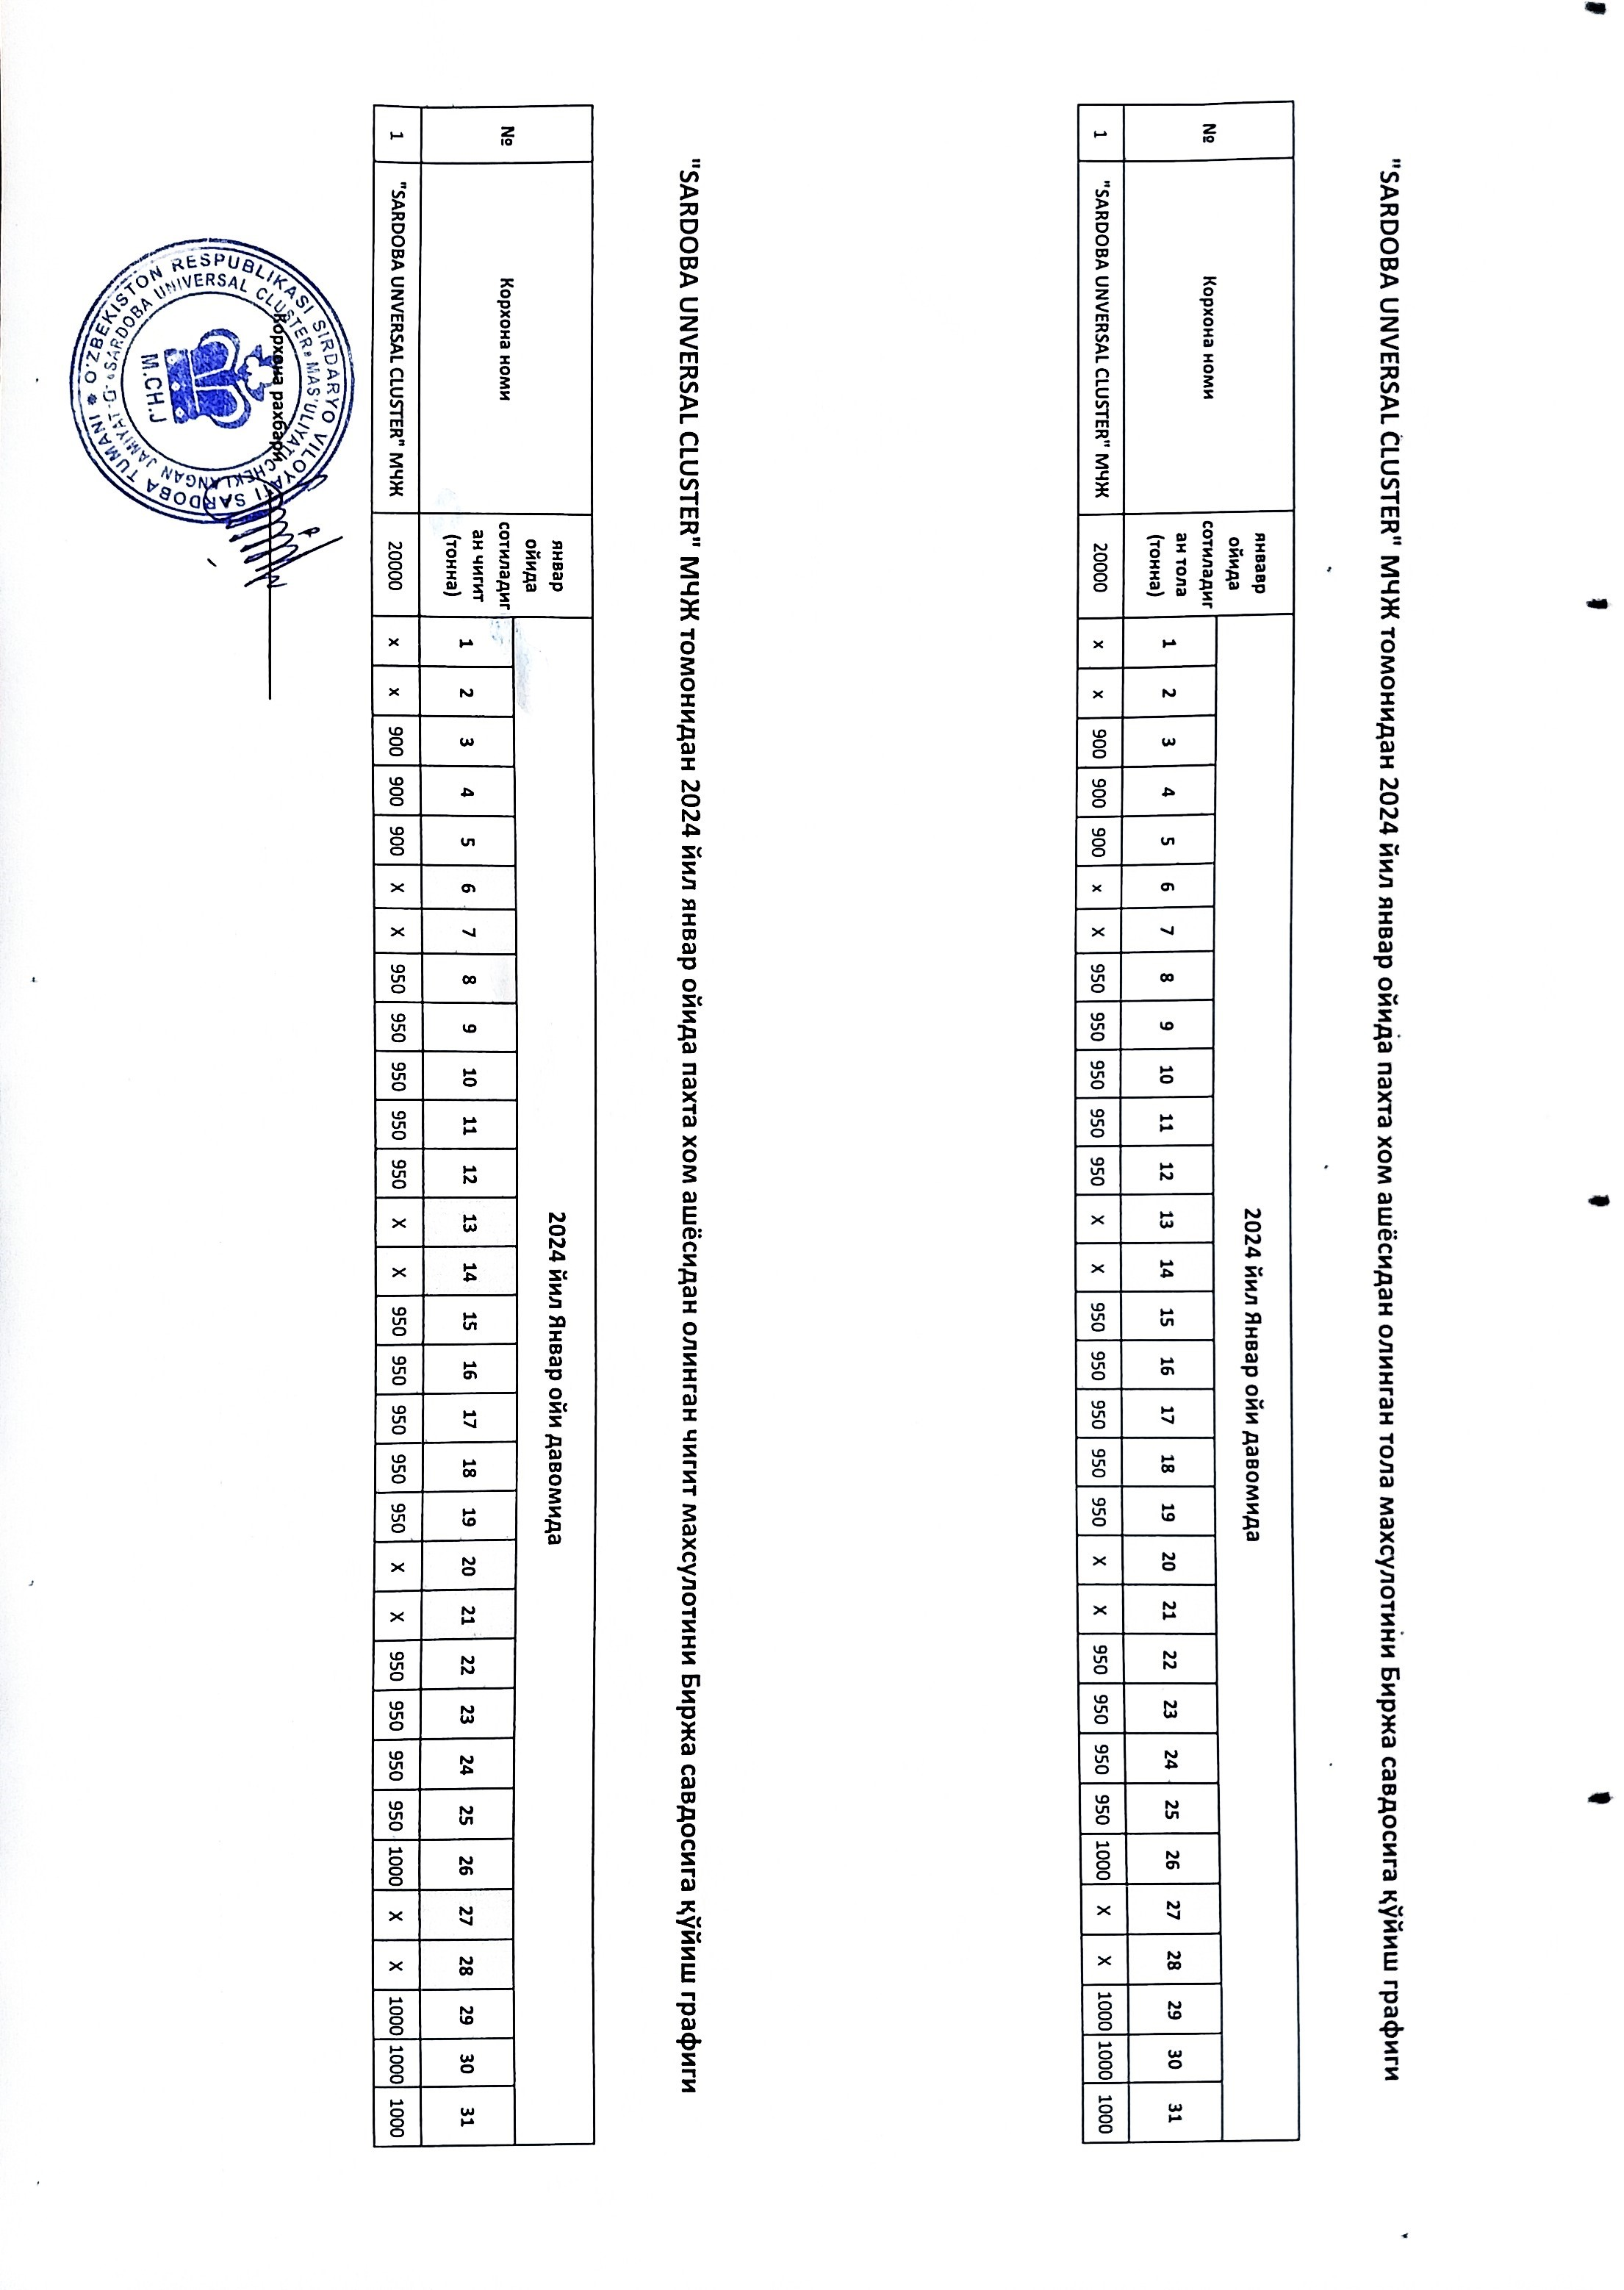 "SARDOBA UNVERSAL CLUSTER" МЧЖ томонидан 2024 йил январ ойида пахта хом ашёсидан олинган тола махсулотини Биржа савдосига қўйиш графиги
№ Корхона номи янвавр ойида сотиладиг ан тола (тонна) 2024 йил Январ ойи давомида
1 2 3 4 5 6 7 8 9 10 11 12 13 14 15 16 17 18 19 20 21 22 23 24 25 26 27 28 29 30 31
1 "SARDOBA UNVERSAL CLUSTER" МЧЖ 20000 х х 900 900 900 х Х 950 950 950 950 950 Х Х 950 950 950 950 950 Х Х 950 950 950 950 1000 Х Х 1000 1000 1000
"SARDOBA UNVERSAL CLUSTER" МЧЖ томонидан 2024 йил январ ойида пахта хом ашёсидан олинган чигит махсулотини Биржа савдосига қўйиш графиги
№ Корхона номи январ ойида сотиладиг ан чигит (тонна) 2024 йил Январ ойи давомида
1 2 3 4 5 6 7 8 9 10 11 12 13 14 15 16 17 18 19 20 21 22 23 24 25 26 27 28 29 30 31
1 "SARDOBA UNVERSAL CLUSTER" МЧЖ 20000 х х 900 900 900 Х Х 950 950 950 950 950 Х Х 950 950 950 950 950 Х Х 950 950 950 950 1000 Х Х 1000 1000 1000
Корхона рахбари
O'ZBEKISTON RESPUBLIKASI SIRDARYO VILOYATI SARDOBA TUMANI
«SARDOBA UNIVERSAL CLUSTER» MAS'ULIYATI CHEKLANGAN JAMIYAT
M.CH.J